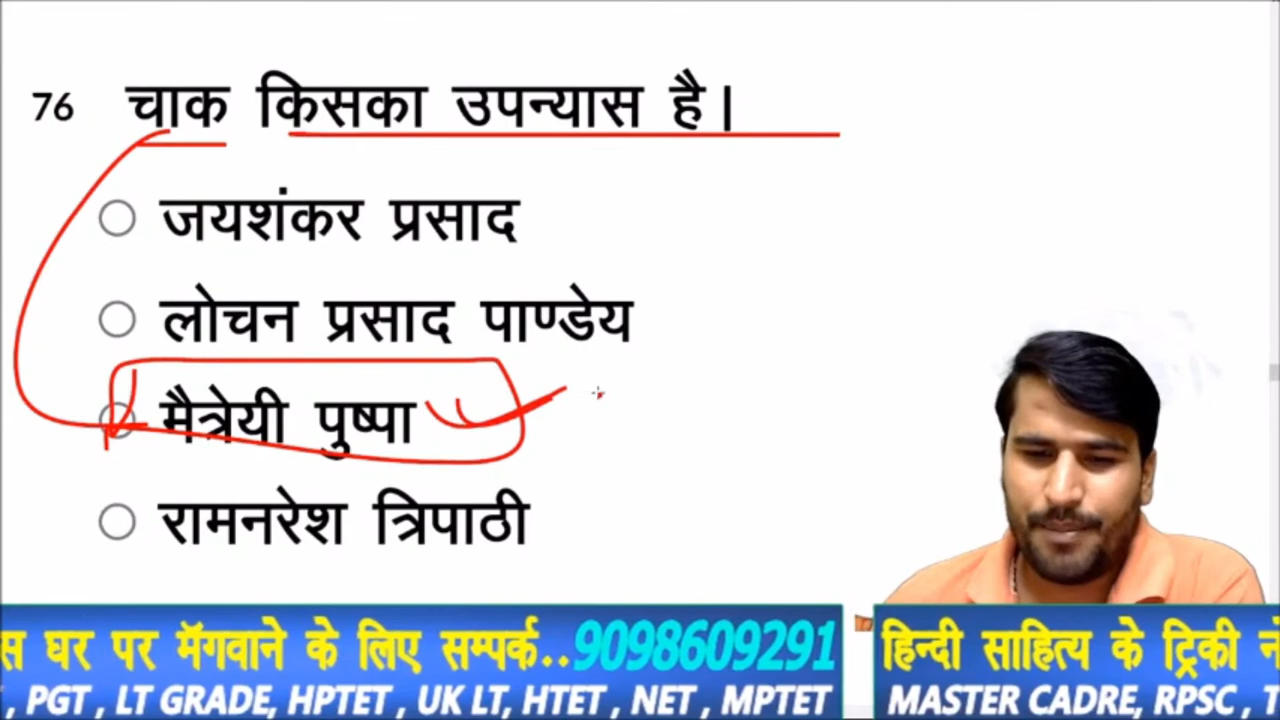 76 चाक किसका उपन्यास है।
जयशंकर प्रसाद
लोचन प्रसाद पाण्डेय
मैत्रेयी पुष्पा
रामनरेश त्रिपाठी
स घर पर मॅगवाने के लिए सम्पर्क..9098609291
, PGT , LT GRADE, HPTET , UK LT, HTET , NET , MPTET
हिन्दी साहित्य के ट्रिकी नो
MASTER CADRE, RPSC , T